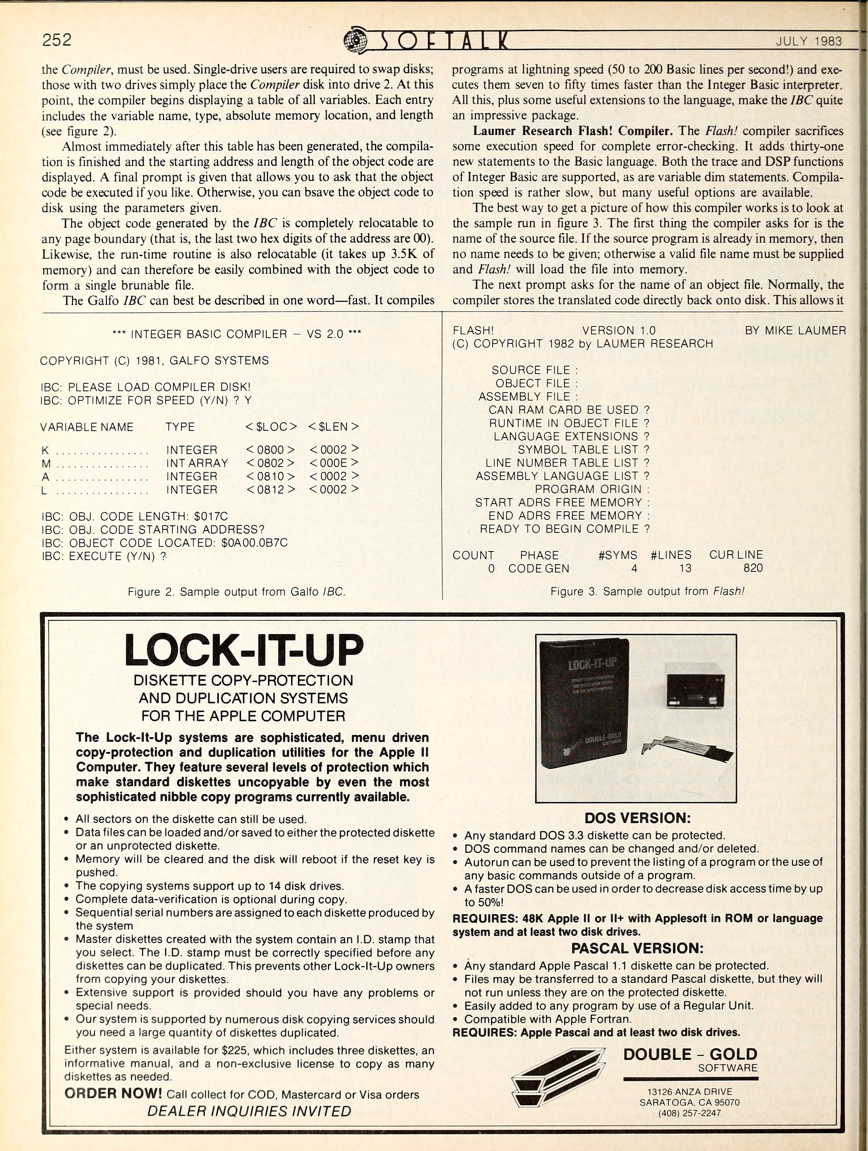 252
SOFTALK
JULY 1983
the Compiler, must be used. Single-drive users are required to swap disks;
those with two drives simply place the Compiler disk into drive 2. At this
point, the compiler begins displaying a table of all variables. Each entry
includes the variable name, type, absolute memory location, and length
(see figure 2).
Almost immediately after this table has been generated, the compila-
tion is finished and the starting address and length of the object code are
displayed. A final prompt is given that allows you to ask that the object
code be executed if you like. Otherwise, you can bsave the object code to
disk using the parameters given.
The object code generated by the IBC is completely relocatable to
any page boundary (that is, the last two hex digits of the address are 00).
Likewise, the run-time routine is also relocatable (it takes up 3.5K of
memory) and can therefore be easily combined with the object code to
form a single brunable file.
The Galfo IBC can best be described in one word—fast. It compiles
programs at lightning speed (50 to 200 Basic lines per second!) and exe-
cutes them seven to fifty times faster than the Integer Basic interpreter.
All this, plus some useful extensions to the language, make the IBC quite
an impressive package.
Laumer Research Flash! Compiler. The Flash! compiler sacrifices
some execution speed for complete error-checking. It adds thirty-one
new statements to the Basic language. Both the trace and DSP functions
of Integer Basic are supported, as are variable dim statements. Compila-
tion speed is rather slow, but many useful options are available.
The best way to get a picture of how this compiler works is to look at
the sample run in figure 3. The first thing the compiler asks for is the
name of the source file. If the source program is already in memory, then
no name needs to be given; otherwise a valid file name must be supplied
and Flash! will load the file into memory.
The next prompt asks for the name of an object file. Normally, the
compiler stores the translated code directly back onto disk. This allows it
*** INTEGER BASIC COMPILER – VS 2.0 ***
COPYRIGHT (C) 1981, GALFO SYSTEMS
IBC: PLEASE LOAD COMPILER DISK!
IBC: OPTIMIZE FOR SPEED (Y/N) ? Y
VARIABLE NAME TYPE <$LOC> <$LEN>
K ................ INTEGER <0800> <0002>
M ................ INT ARRAY <0802> <000E>
A ................ INTEGER <0810> <0002>
L ................ INTEGER <0812> <0002>
IBC: OBJ. CODE LENGTH: $017C
IBC: OBJ. CODE STARTING ADDRESS?
IBC: OBJECT CODE LOCATED: $0A00.0B7C
IBC: EXECUTE (Y/N) ?
Figure 2. Sample output from Galfo IBC.
FLASH! VERSION 1.0 BY MIKE LAUMER
(C) COPYRIGHT 1982 by LAUMER RESEARCH
SOURCE FILE :
OBJECT FILE :
ASSEMBLY FILE :
CAN RAM CARD BE USED ?
RUNTIME IN OBJECT FILE ?
LANGUAGE EXTENSIONS ?
SYMBOL TABLE LIST ?
LINE NUMBER TABLE LIST ?
ASSEMBLY LANGUAGE LIST ?
PROGRAM ORIGIN :
START ADRS FREE MEMORY :
END ADRS FREE MEMORY :
READY TO BEGIN COMPILE ?
COUNT PHASE #SYMS #LINES CUR LINE
0 CODE GEN 4 13 820
Figure 3. Sample output from Flash!
LOCK-IT-UP
DISKETTE COPY-PROTECTION
AND DUPLICATION SYSTEMS
FOR THE APPLE COMPUTER
The Lock-It-Up systems are sophisticated, menu driven
copy-protection and duplication utilities for the Apple II
Computer. They feature several levels of protection which
make standard diskettes uncopyable by even the most
sophisticated nibble copy programs currently available.
• All sectors on the diskette can still be used.
• Data files can be loaded and/or saved to either the protected diskette
or an unprotected diskette.
• Memory will be cleared and the disk will reboot if the reset key is
pushed.
• The copying systems support up to 14 disk drives.
• Complete data-verification is optional during copy.
• Sequential serial numbers are assigned to each diskette produced by
the system
• Master diskettes created with the system contain an I.D. stamp that
you select. The I.D. stamp must be correctly specified before any
diskettes can be duplicated. This prevents other Lock-It-Up owners
from copying your diskettes.
• Extensive support is provided should you have any problems or
special needs.
• Our system is supported by numerous disk copying services should
you need a large quantity of diskettes duplicated.
Either system is available for $225, which includes three diskettes, an
informative manual, and a non-exclusive license to copy as many
diskettes as needed.
ORDER NOW! Call collect for COD, Mastercard or Visa orders
DEALER INQUIRIES INVITED
LOCK-IT-UP
DOUBLE-GOLD
SOFTWARE
DOS VERSION:
• Any standard DOS 3.3 diskette can be protected.
• DOS command names can be changed and/or deleted.
• Autorun can be used to prevent the listing of a program or the use of
any basic commands outside of a program.
• A faster DOS can be used in order to decrease disk access time by up
to 50%!
REQUIRES: 48K Apple II or II+ with Applesoft in ROM or language
system and at least two disk drives.
PASCAL VERSION:
• Any standard Apple Pascal 1.1 diskette can be protected.
• Files may be transferred to a standard Pascal diskette, but they will
not run unless they are on the protected diskette.
• Easily added to any program by use of a Regular Unit.
• Compatible with Apple Fortran.
REQUIRES: Apple Pascal and at least two disk drives.
DOUBLE – GOLD
SOFTWARE
13126 ANZA DRIVE
SARATOGA, CA 95070
(408) 257-2247